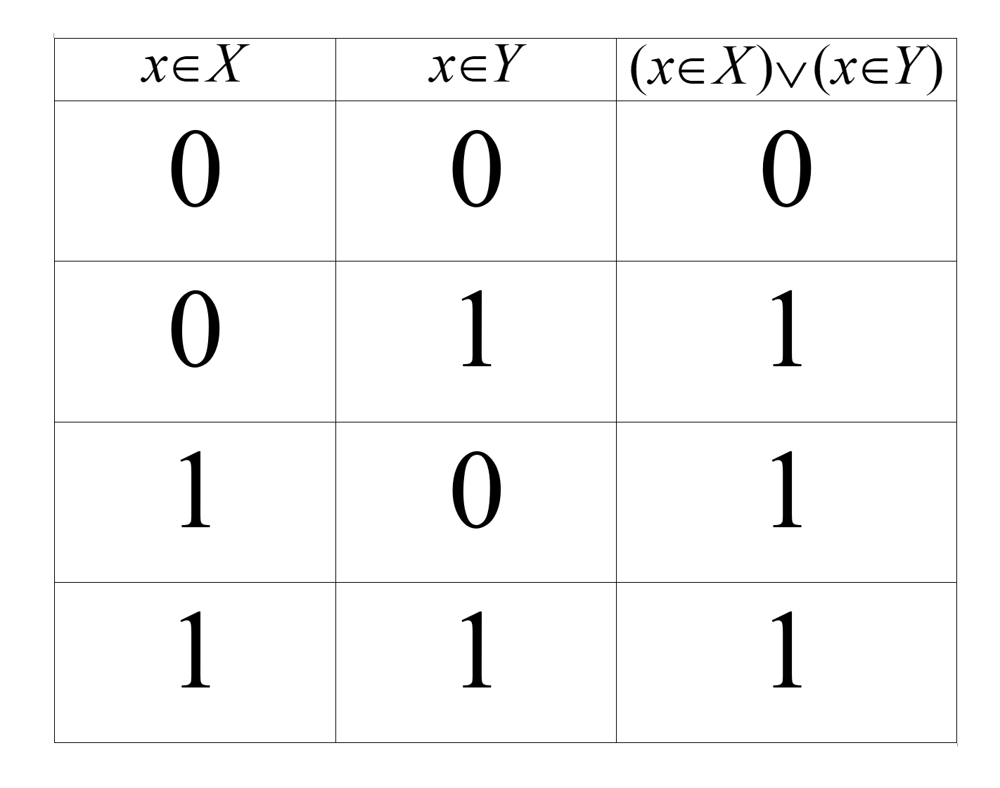 x∈X x∈Y (x∈X)∨(x∈Y)
0 0 0
0 1 1
1 0 1
1 1 1